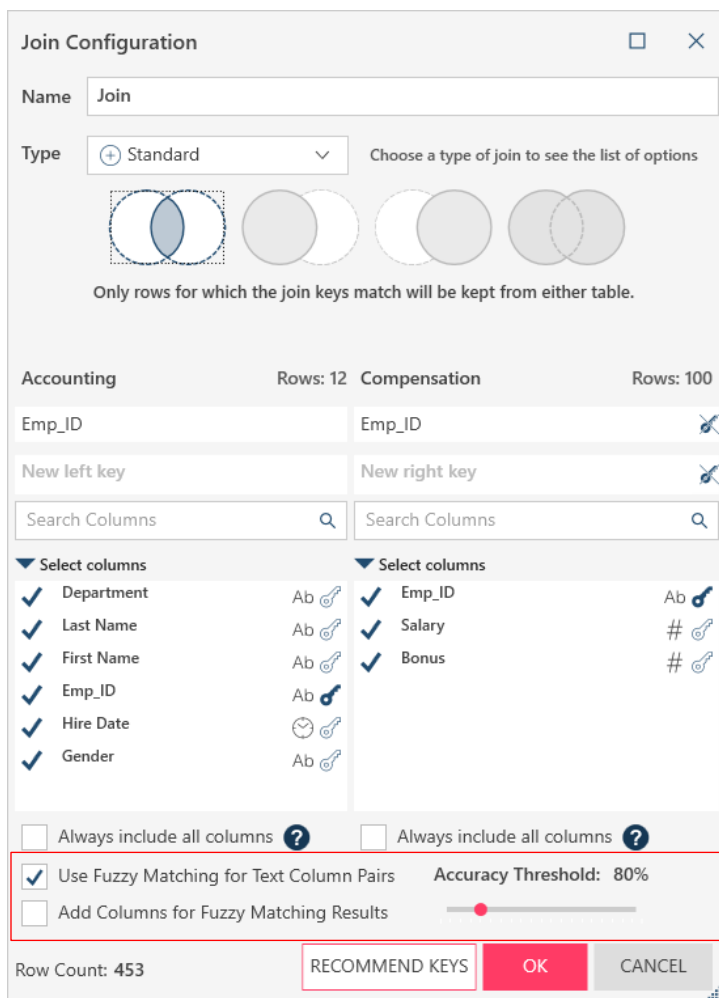 Join Configuration
Name Join
Type Standard Choose a type of join to see the list of options
Only rows for which the join keys match will be kept from either table.
Accounting Rows: 12 Compensation Rows: 100
Emp_ID Emp_ID
New left key New right key
Search Columns Search Columns
Select columns Select columns
Department Ab Emp_ID Ab
Last Name Ab Salary #
First Name Ab Bonus #
Emp_ID Ab
Hire Date
Gender Ab
Always include all columns ? Always include all columns ?
Use Fuzzy Matching for Text Column Pairs Accuracy Threshold: 80%
Add Columns for Fuzzy Matching Results
Row Count: 453 RECOMMEND KEYS OK CANCEL